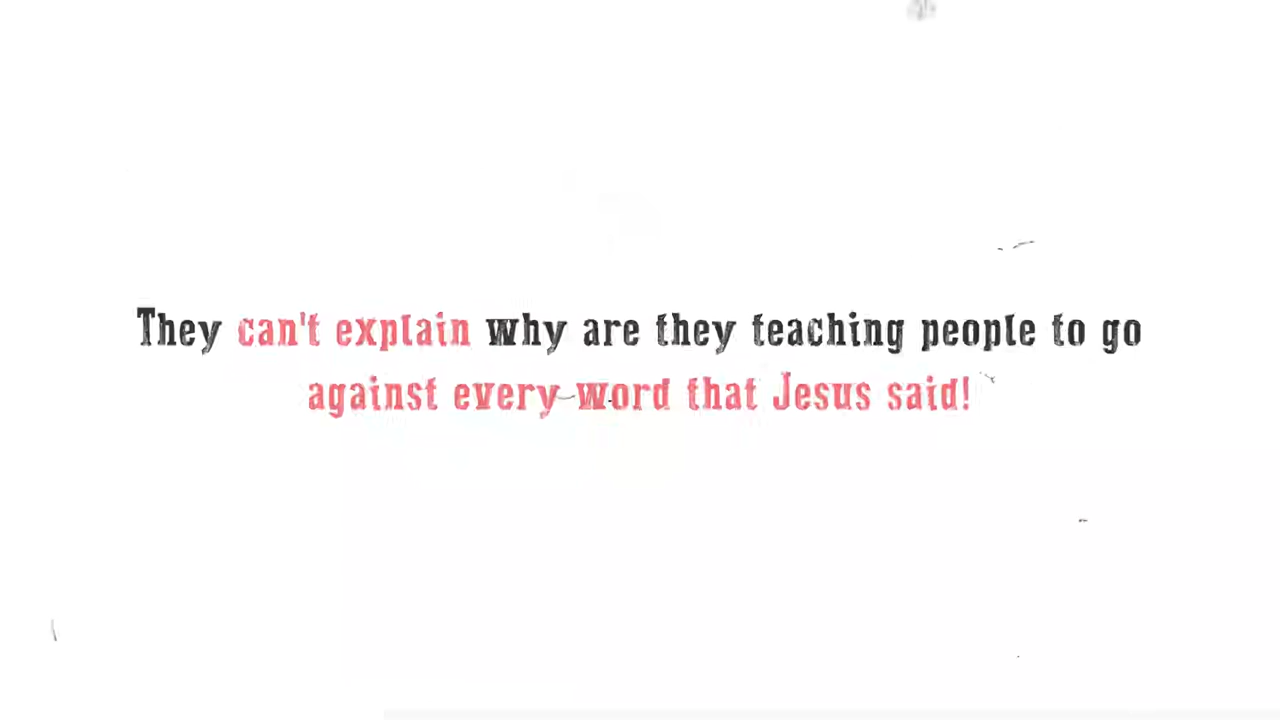 They can't explain why are they teaching people to go
against every word that Jesus said!